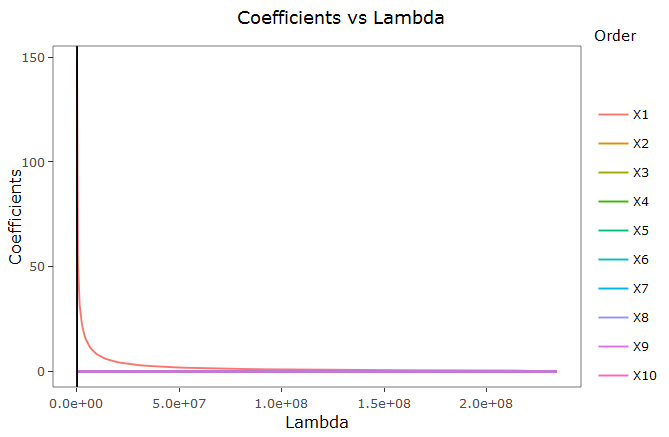 Coefficients vs Lambda
Order
150
100
50
0
Coefficients
0.0e+00 5.0e+07 1.0e+08 1.5e+08 2.0e+08
Lambda
X1
X2
X3
X4
X5
X6
X7
X8
X9
X10